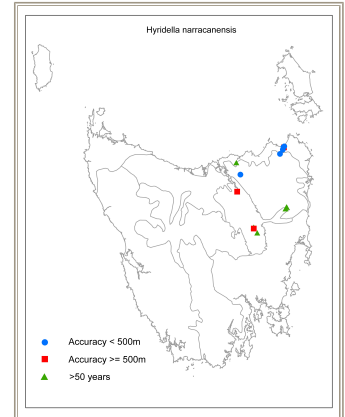 Hyridella narracanensis
Accuracy < 500m
Accuracy >= 500m
>50 years